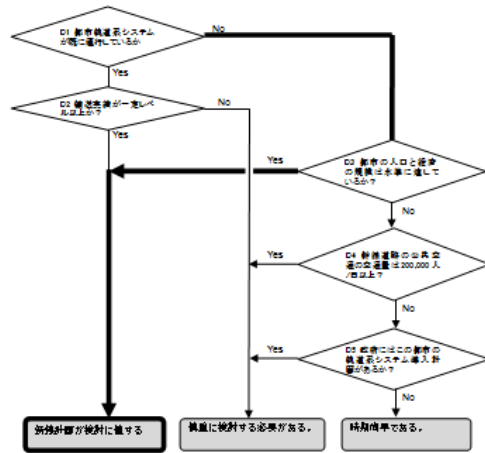 D1 都市軌道系システム
が既に運行しているか
No
Yes
D2 輸送実績が一定レベ
ル以上か?
No
Yes
Yes
D3 都市の人口と経済
の規模は水準に達して
いるか?
No
D4 幹線道路の公共交
通の交通量は200,000 人
/日以上?
Yes
No
D5 政府にはこの都市の
軌道系システム導入計
画があるか?
Yes
No
新線計画が検討に値する
慎重に検討する必要がある。
時期尚早である。